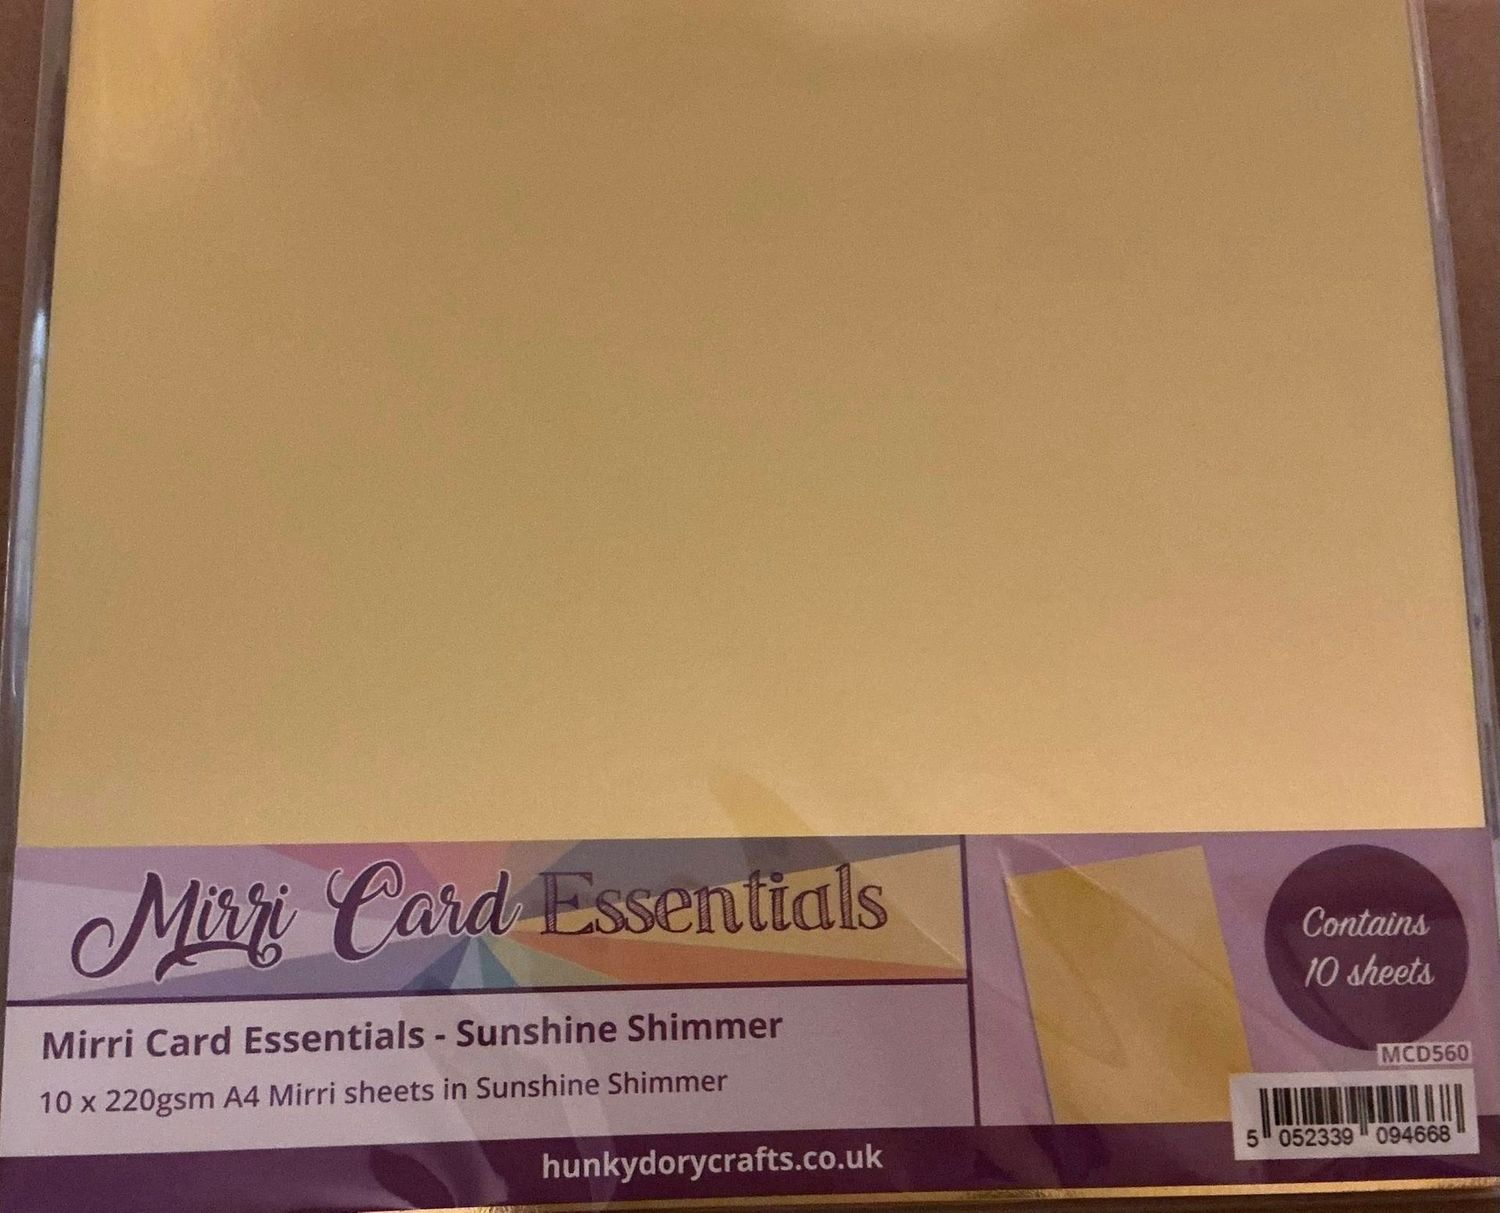 Mirri Card Essentials
Mirri Card Essentials - Sunshine Shimmer
10 x 220gsm A4 Mirri sheets in Sunshine Shimmer
hunkydorycrafts.co.uk
Contains
10 sheets
MCD560
5 052339 094668